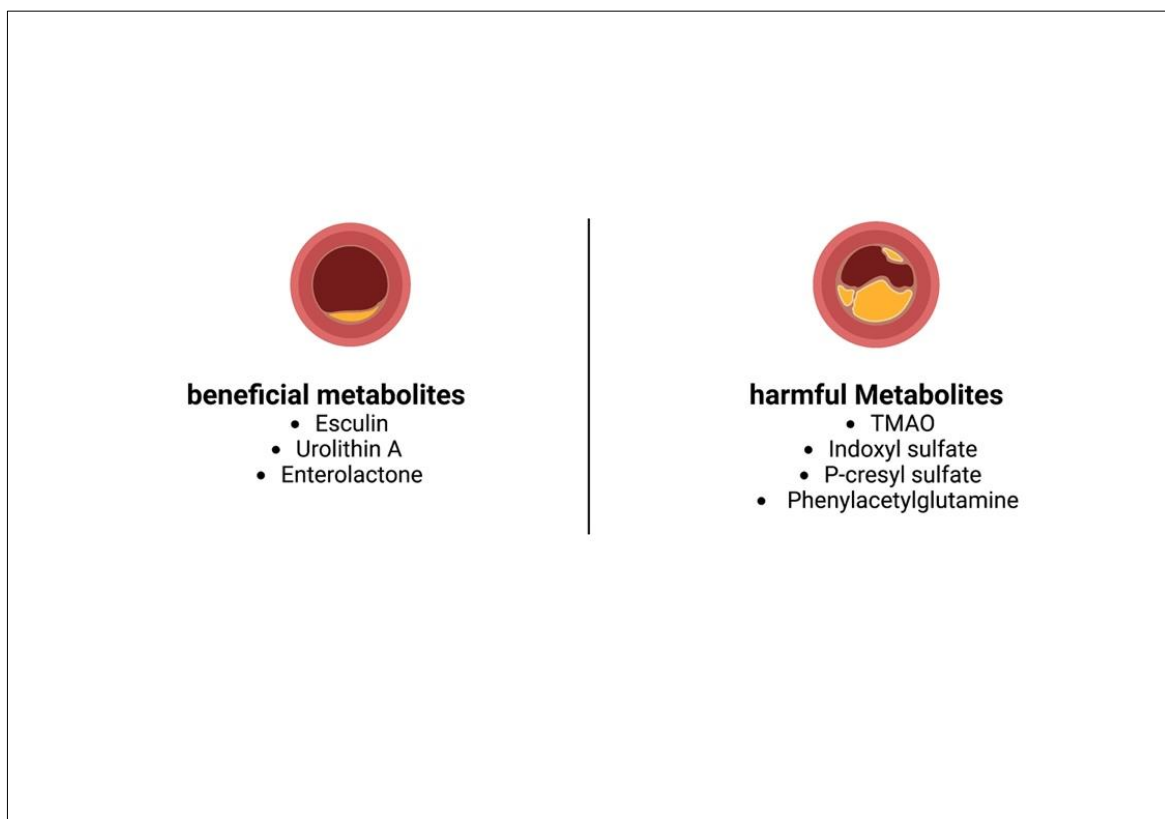 beneficial metabolites
• Esculin
• Urolithin A
• Enterolactone
harmful Metabolites
• TMAO
• Indoxyl sulfate
• P-cresyl sulfate
• Phenylacetylglutamine